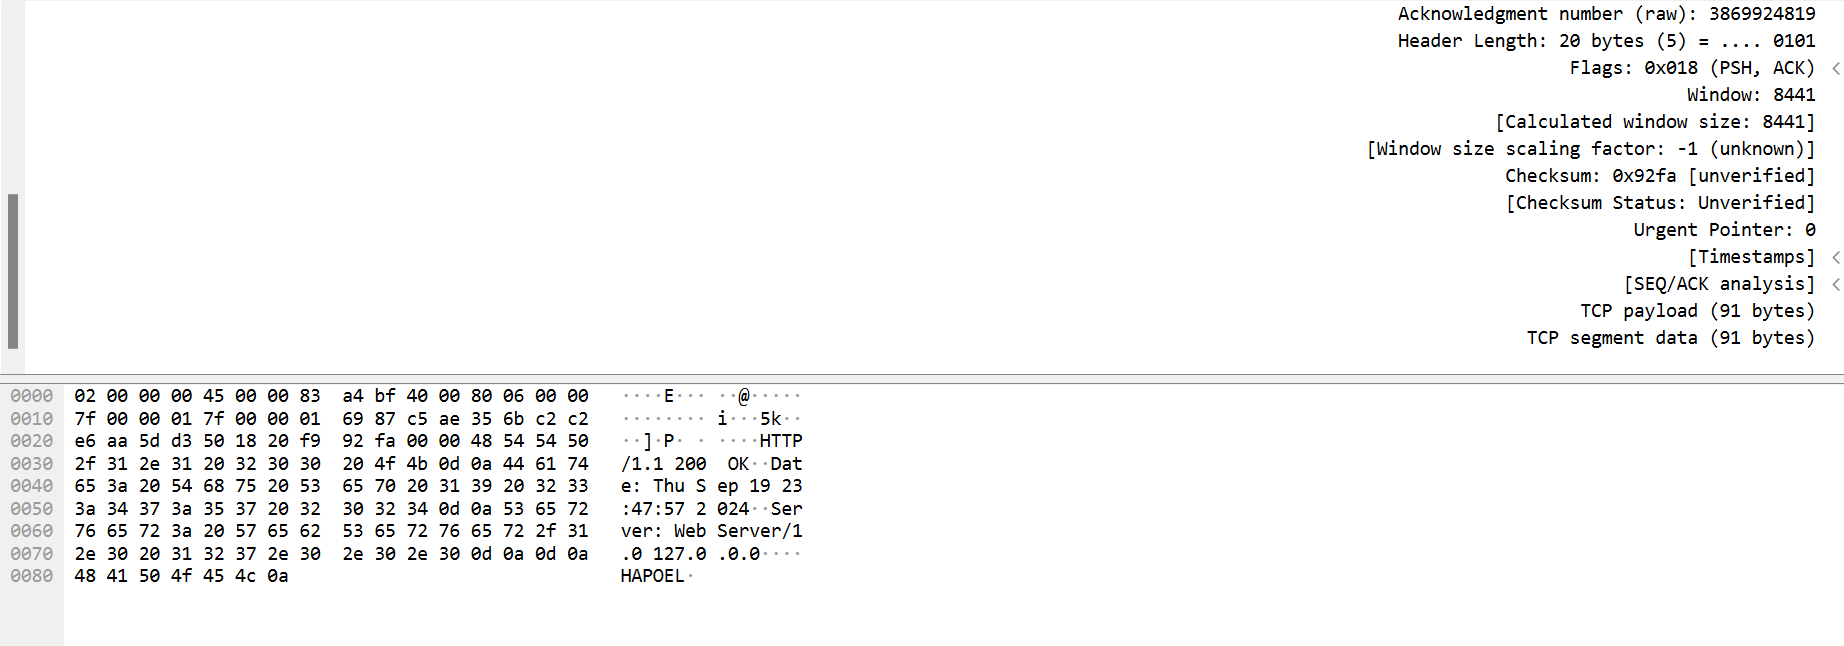 Acknowledgment number (raw): 3869924819
Header Length: 20 bytes (5) = .... 0101
Flags: 0x018 (PSH, ACK)
Window: 8441
[Calculated window size: 8441]
[Window size scaling factor: -1 (unknown)]
Checksum: 0x92fa [unverified]
[Checksum Status: Unverified]
Urgent Pointer: 0
[Timestamps]
[SEQ/ACK analysis]
TCP payload (91 bytes)
TCP segment data (91 bytes)
0000 02 00 00 00 45 00 00 83 a4 bf 40 00 80 06 00 00 ····E··· ··@·····
0010 7f 00 00 01 7f 00 00 01 69 87 c5 ae 35 6b c2 c2 ········ i···5k··
0020 e6 aa 5d d3 50 18 20 f9 92 fa 00 00 48 54 54 50 ··]·P· · ····HTTP
0030 2f 31 2e 31 20 32 30 30 20 4f 4b 0d 0a 44 61 74 /1.1 200 OK··Dat
0040 65 3a 20 54 68 75 20 53 65 70 20 31 39 20 32 33 e: Thu S ep 19 23
0050 3a 34 37 3a 35 37 20 32 30 32 34 0d 0a 53 65 72 :47:57 2 024··Ser
0060 76 65 72 3a 20 57 65 62 53 65 72 76 65 72 2f 31 ver: Web Server/1
0070 2e 30 20 31 32 37 2e 30 2e 30 2e 30 0d 0a 0d 0a .0 127.0 .0.0····
0080 48 41 50 4f 45 4c 0a HAPOEL·